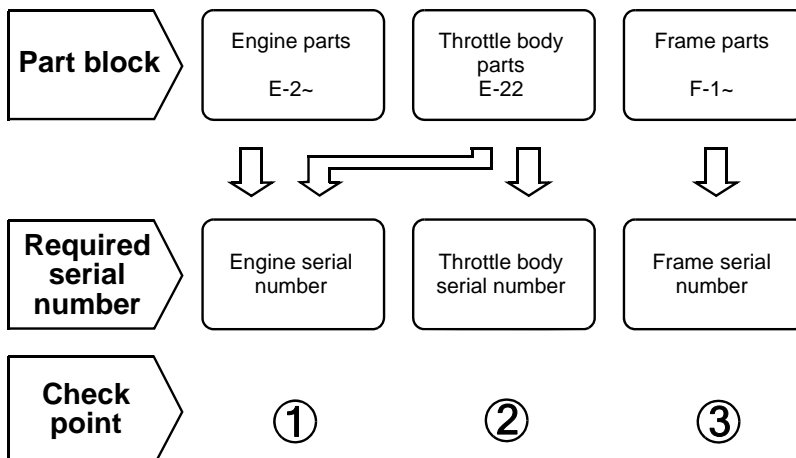 Part block
Engine parts
E-2~
Throttle body
parts
E-22
Frame parts
F-1~
Required
serial
number
Engine serial
number
Throttle body
serial number
Frame serial
number
Check
point
①
②
③